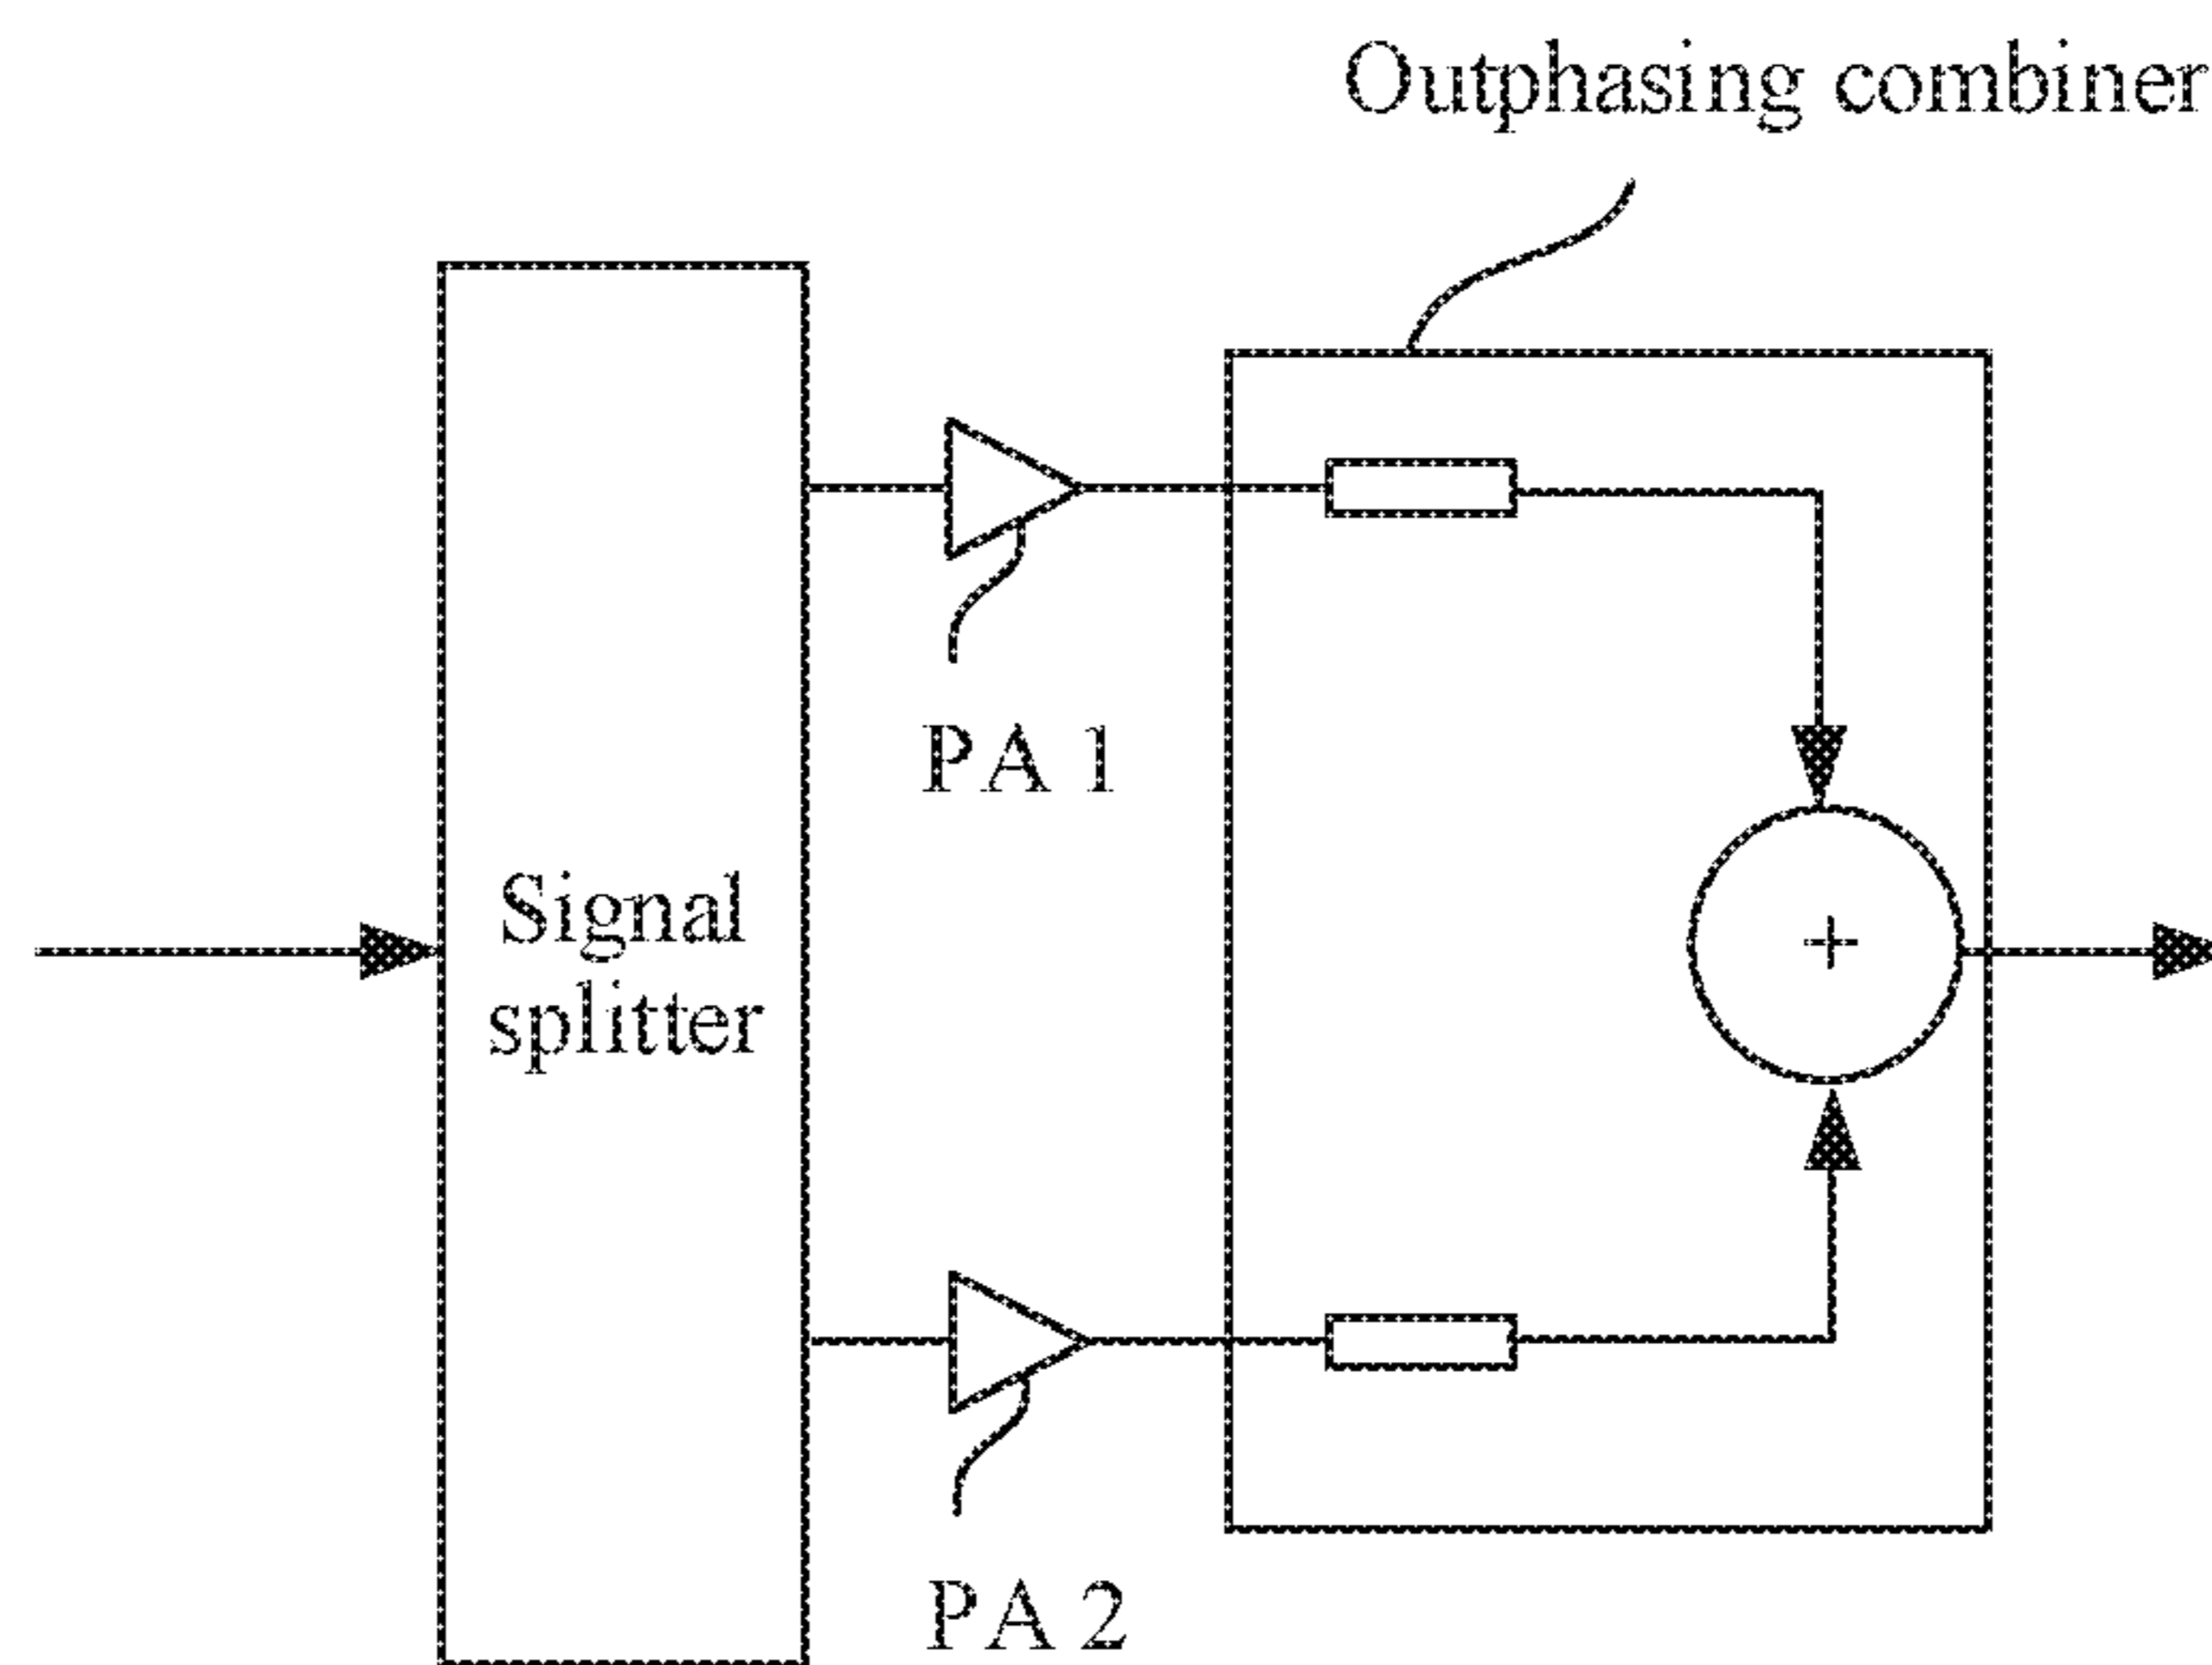 Outphasing combiner
PA 1
Signal
splitter
+
PA 2